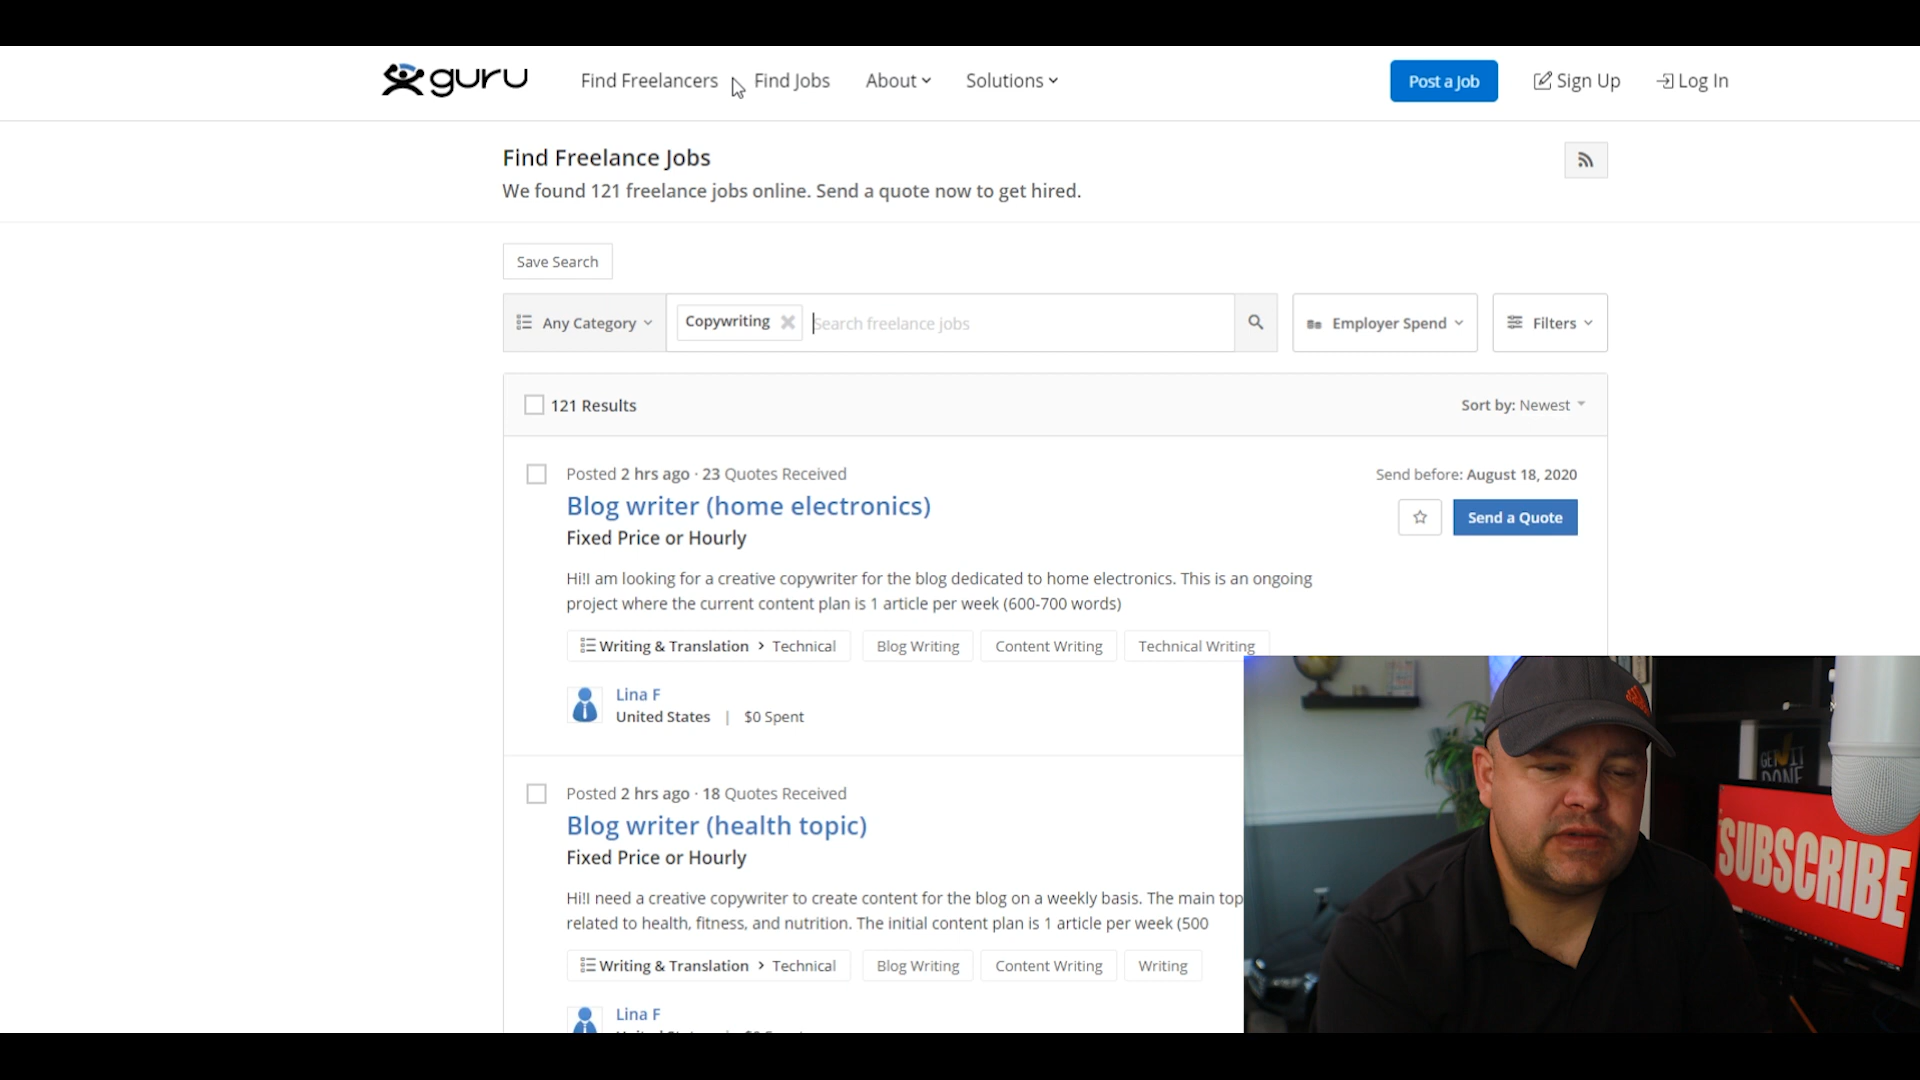 guru
Find Freelancers
Find Jobs
About
Solutions
Post a Job
Sign Up
Log In
Find Freelance Jobs
We found 121 freelance jobs online. Send a quote now to get hired.
Save Search
Any Category
Copywriting
Search freelance jobs
Employer Spend
Filters
121 Results
Sort by: Newest
Posted 2 hrs ago · 23 Quotes Received
Send before: August 18, 2020
Blog writer (home electronics)
Send a Quote
Fixed Price or Hourly
Hi!I am looking for a creative copywriter for the blog dedicated to home electronics. This is an ongoing
project where the current content plan is 1 article per week (600-700 words)
Writing & Translation > Technical
Blog Writing
Content Writing
Technical Writing
Lina F
United States | $0 Spent
Posted 2 hrs ago · 18 Quotes Received
Blog writer (health topic)
Fixed Price or Hourly
Hi!I need a creative copywriter to create content for the blog on a weekly basis. The main top
related to health, fitness, and nutrition. The initial content plan is 1 article per week (500
Writing & Translation > Technical
Blog Writing
Content Writing
Writing
Lina F
GET IT
DONE
SUBSCRIBE